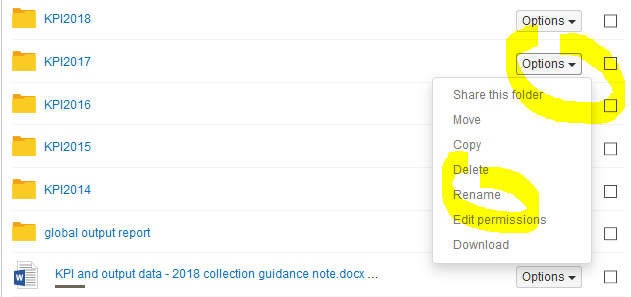 KPI2018 Options
KPI2017 Options
Share this folder
KPI2016
Move
Copy
KPI2015
Delete
KPI2014
Rename
Edit permissions
global output report
Download
KPI and output data - 2018 collection guidance note.docx ... Options